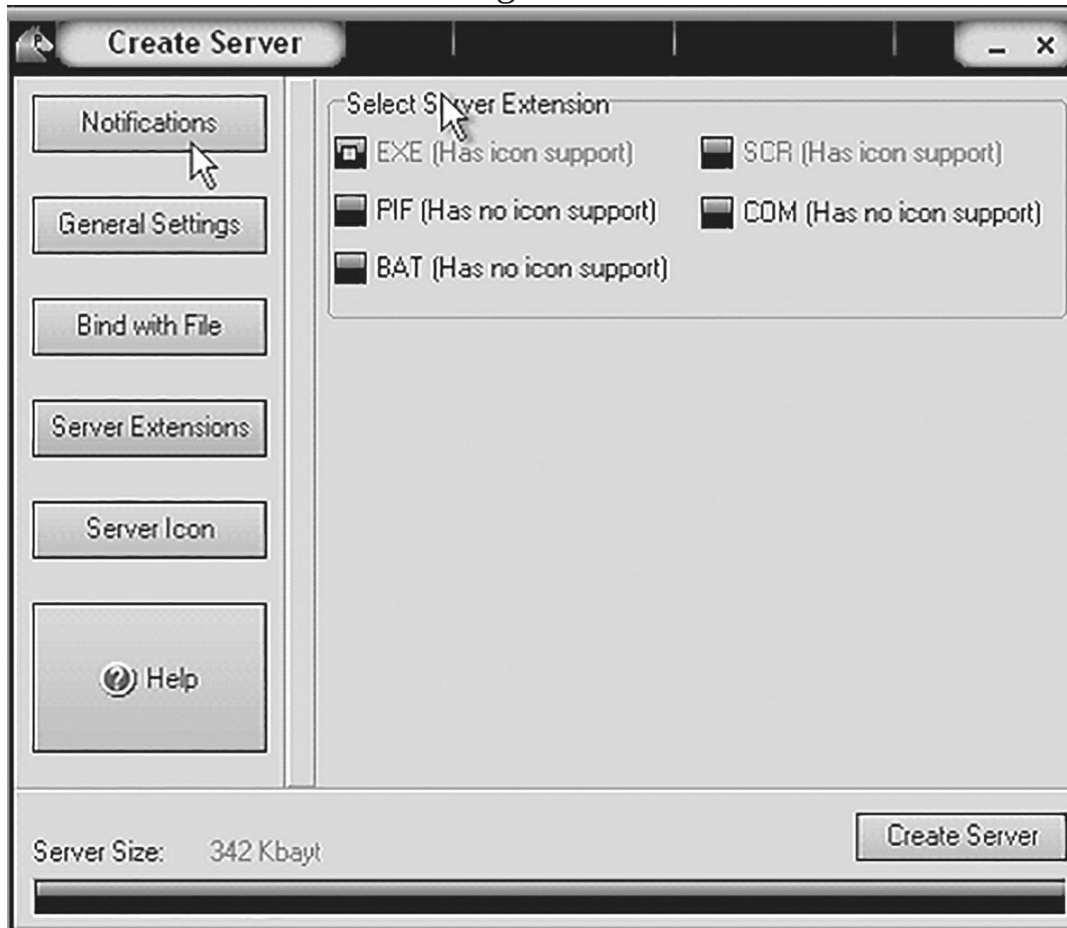 Create Server
Notifications
General Settings
Bind with File
Server Extensions
Server Icon
Help
Select Server Extension
EXE (Has icon support)
SCR (Has icon support)
PIF (Has no icon support)
COM (Has no icon support)
BAT (Has no icon support)
Server Size: 342 Kbayt
Create Server